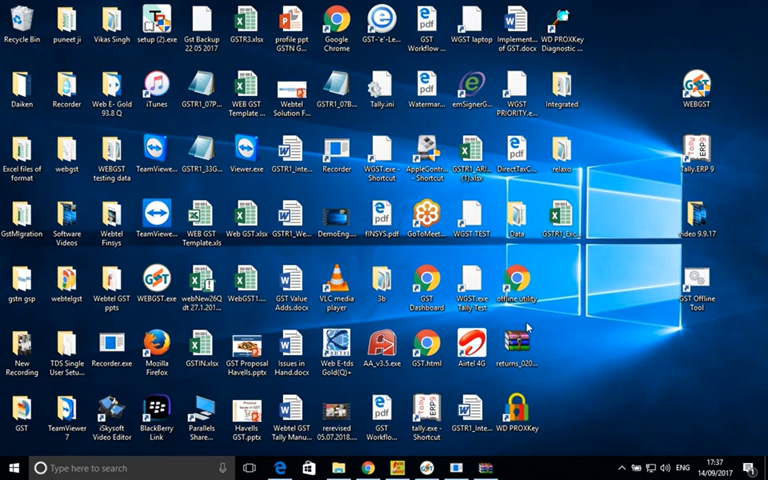 Recycle Bin
puneet ji
Vikas Singh
setup (2).exe
Gst Backup
22 05 2017
GSTR3.xlsx
profile ppt
GSTN G...
Google
Chrome
GST-'e'-Le...
GST
Workflow ...
WGST laptop
Implement...
of GST.docx
WD PROXKey
Diagnostic ...
Daiken
Recorder
Web E- Gold
93.8 Q
iTunes
GSTR1_07P...
WEB GST
Template ...
Webtel
Solution F...
GSTR1_07B...
Tally.ini
Watermar...
emSignerG...
WGST
PRIORITY.e...
Integrated
WEBGST
Excel files of
format
webgst
WEBGST
testing data
TeamViewe...
GSTR1_33G...
Viewer.exe
GSTR1_Inte...
Recorder
WGST.exe -
Shortcut
AppleContr...
- Shortcut
GSTR1_ARI...
(1).xlsx
DirectTaxC...
relaxo
Tally.ERP 9
GstMigration
Software
Videos
Webtel
Finsys
TeamViewe...
WEB GST
Template.xls
Web GST.xlsx
GSTR1_We...
DemoEng...
fINSYS.pdf
GoToMeet...
WGST TEST
Data
GSTR1_Exc...
video 9.9.17
gstn gsp
webtelgst
Webtel GST
ppts
WEBGST.exe
webNew26Q
dt 27.1.201...
WebGST1....
GST Value
Adds.docx
VLC media
player
3b
GST
Dashboard
WGST.exe
Tally Test
offline utility
GST Offline
Tool
New
Recording
TDS Single
User Setu...
Recorder.exe
Mozilla
Firefox
GSTIN.xlsx
GST Proposal
Havells.pptx
Issues in
Hand.docx
Web E-tds
Gold(Q)+
AA_v3.5.exe
GST.html
Airtel 4G
returns_020...
GST
TeamViewer
7
iSkysoft
Video Editor
BlackBerry
Link
Parallels
Share...
Havells
GST.pptx
Webtel GST
Tally Manu...
rerevised
05.07.2018...
GST
Workflo...
tally.exe -
Shortcut
GSTR1_Inte...
WD PROXKey
Type here to search
ENG
17:37
14/09/2017